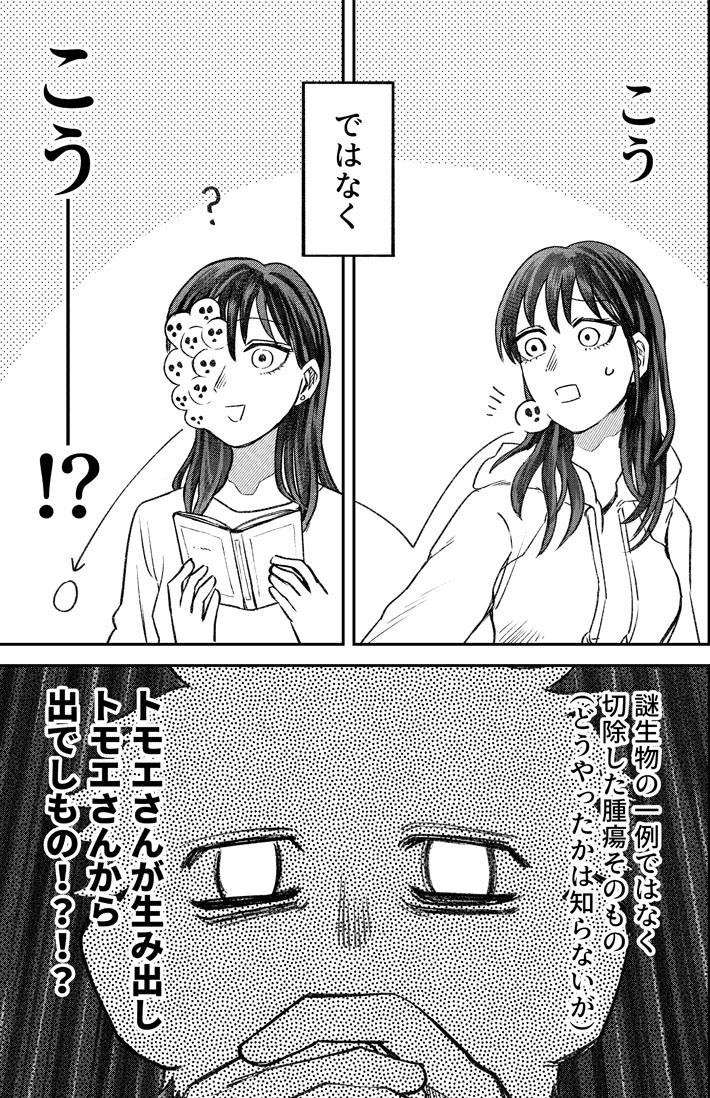 こう
ではなく
?
こう
!?
謎生物の一例ではなく
切除した腫瘍そのもの
(どうやったかは知らないが)
トモエさんが生み出し
トモエさんから
出でしもの!?!?